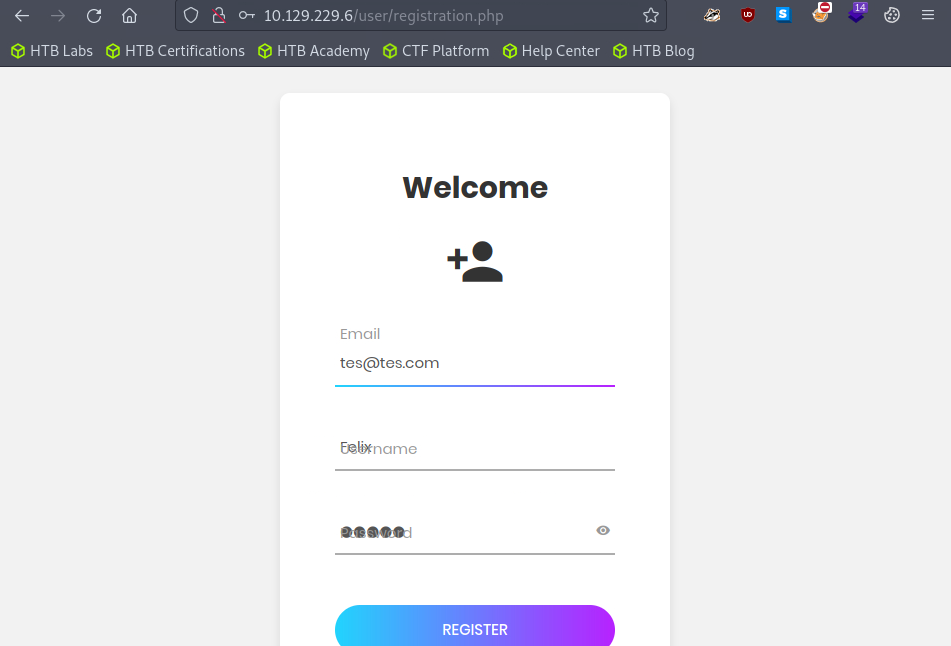 10.129.229.6/user/registration.php
14
HTB Labs HTB Certifications HTB Academy CTF Platform Help Center HTB Blog
Welcome
Email
tes@tes.com
Felix
Username
Password
REGISTER